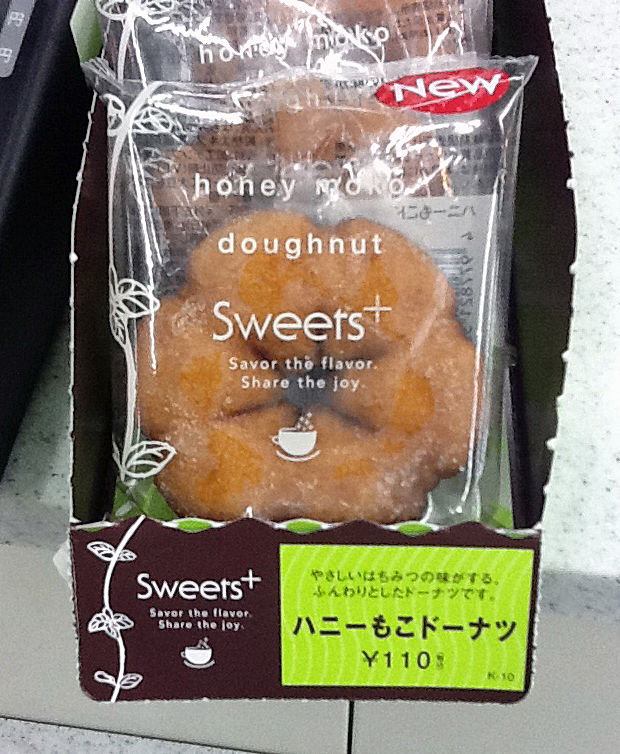 honey moko
New
honey moko
doughnut
Sweets+
Savor the flavor.
Share the joy.
Sweets+
Savor the flavor.
Share the joy.
やさしいはちみつの味がする、
ふんわりとしたドーナツです。
ハニーもこドーナツ
¥110
K-10